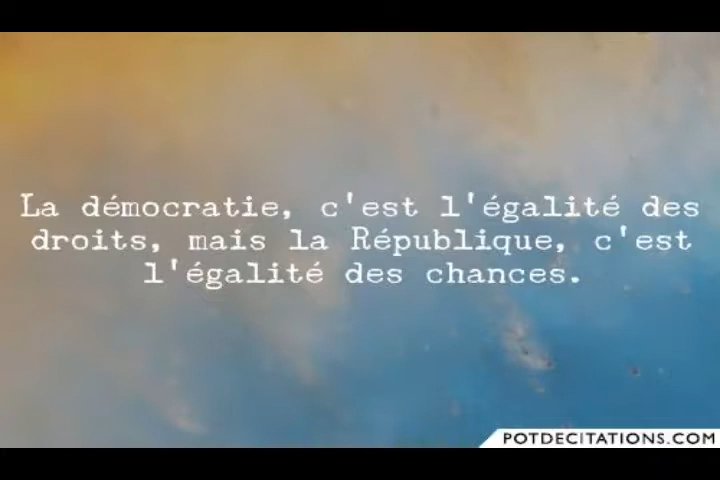 La démocratie, c'est l'égalité des
droits, mais la République, c'est
l'égalité des chances.
POTDECITATIONS.COM